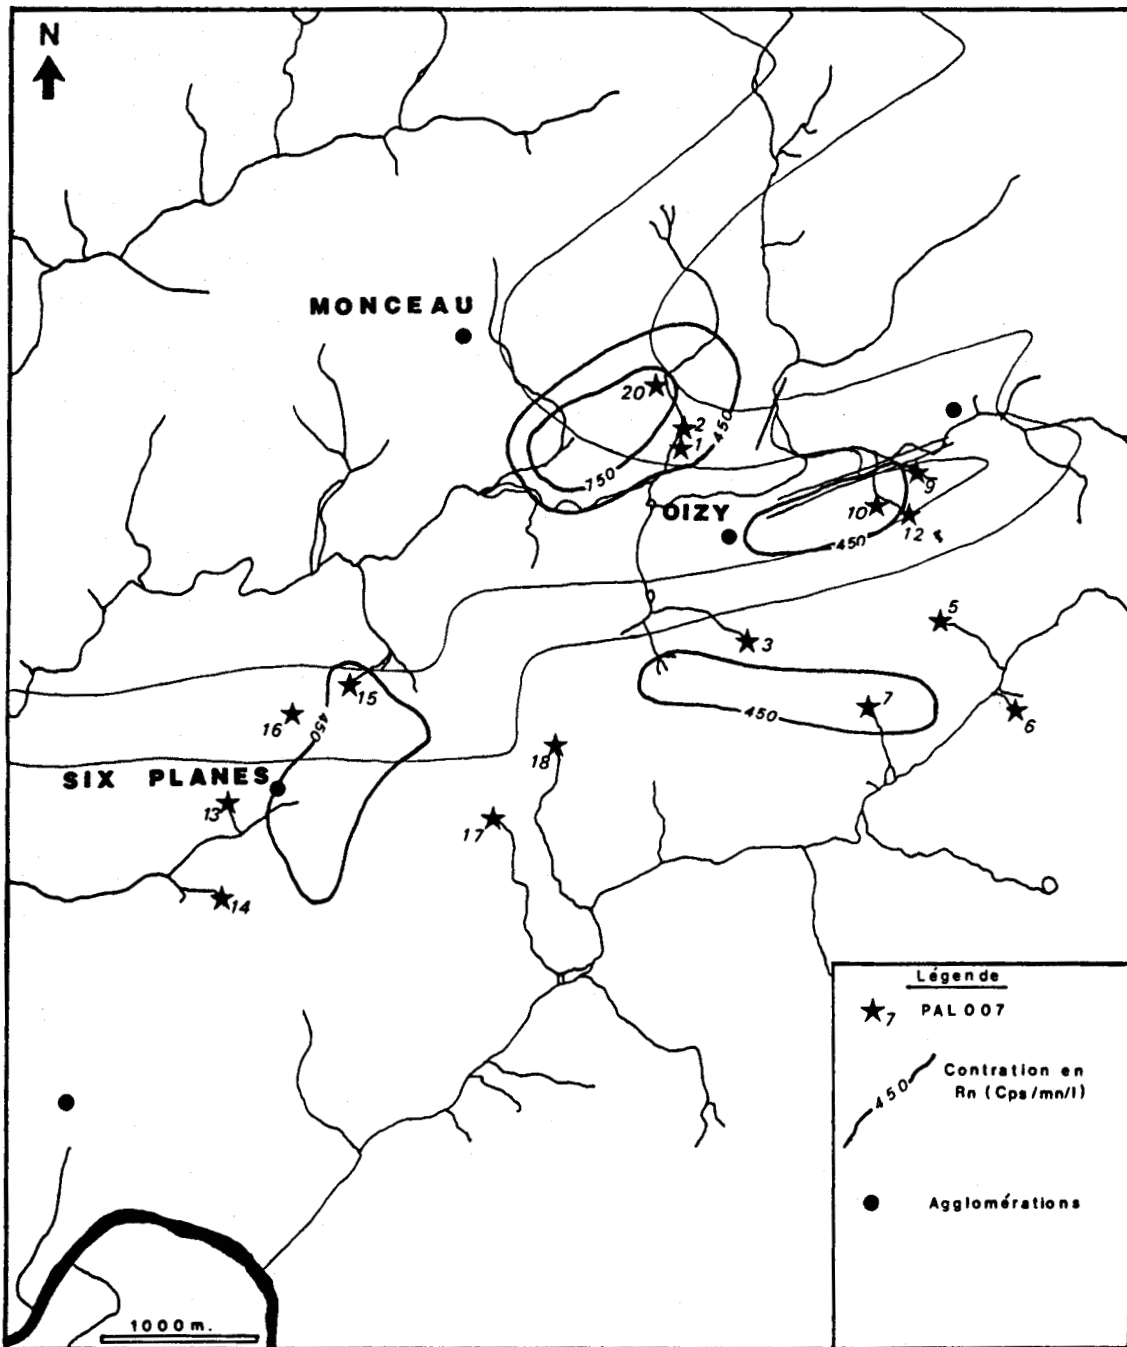 N
MONCEAU
20
2
1
450
750
OIZY
9
10
12
450
5
3
15
16
450
7
450
6
18
SIX PLANES
13
17
14
Légende
7 PAL 007
Contration en
450
Rn (Cps/mn/l)
Agglomérations
1000 m.